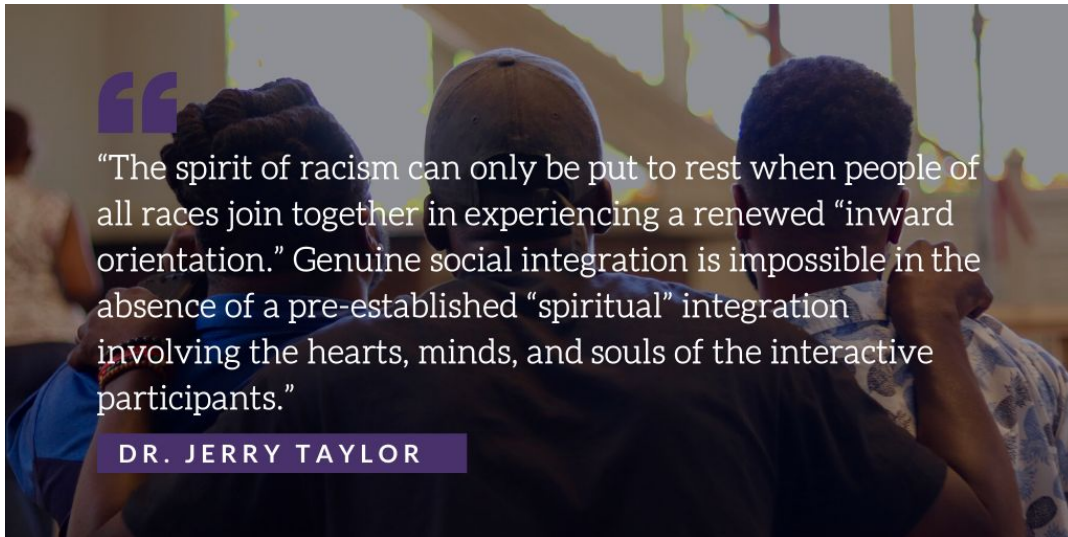 “The spirit of racism can only be put to rest when people of
all races join together in experiencing a renewed “inward
orientation.” Genuine social integration is impossible in the
absence of a pre-established “spiritual” integration
involving the hearts, minds, and souls of the interactive
participants.”
DR. JERRY TAYLOR